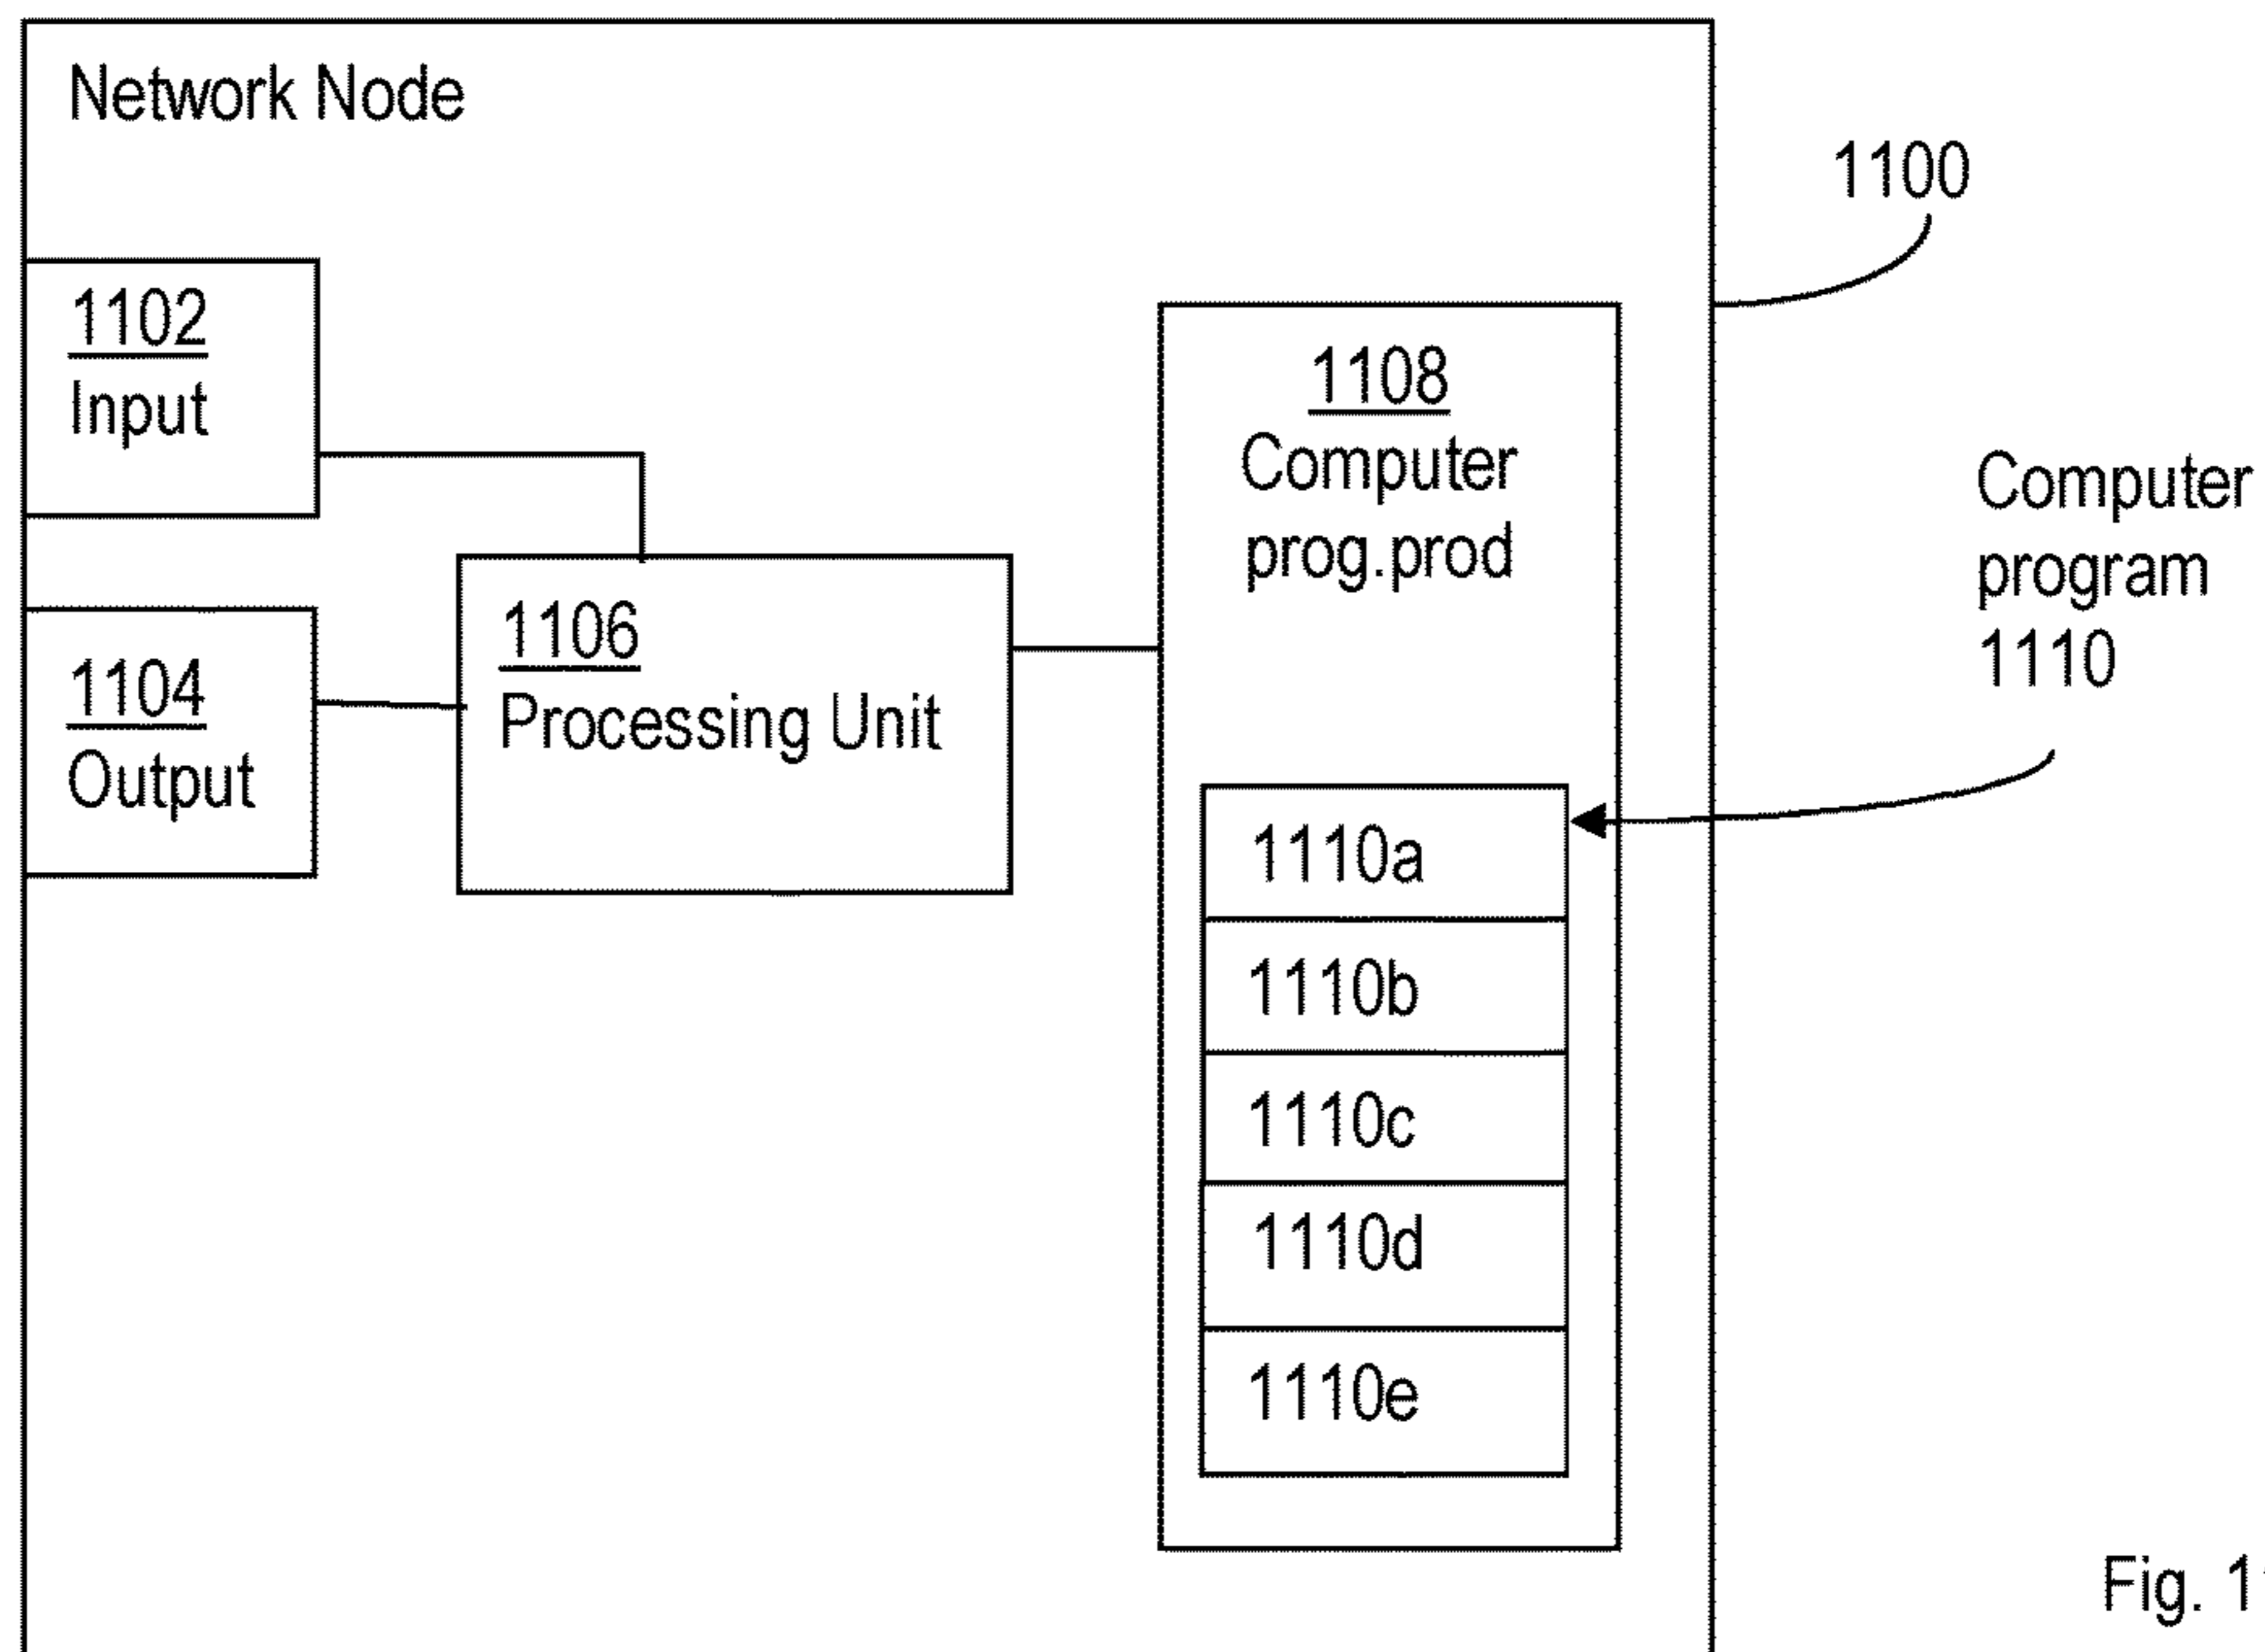 Network Node
1100
1102
Input
1104
Output
1106
Processing Unit
1108
Computer
prog.prod
Computer
program
1110
1110a
1110b
1110c
1110d
1110e
Fig. 1